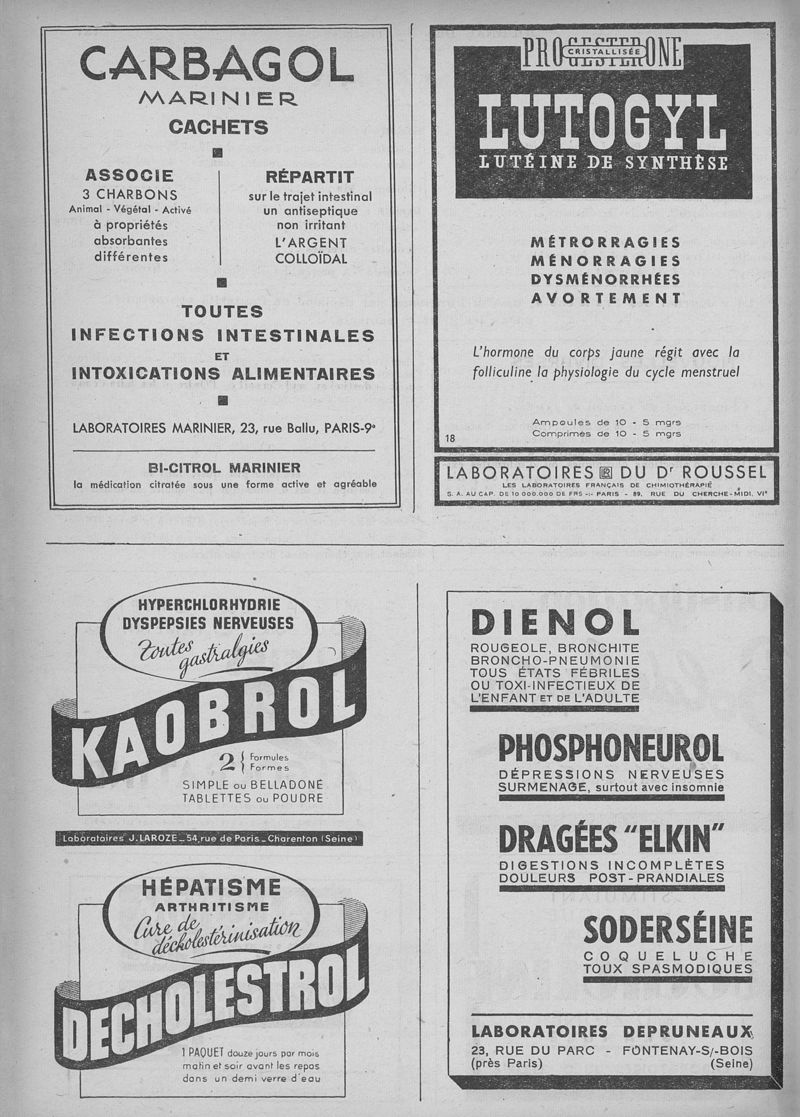 CARBAGOL
MARINIER
CACHETS
ASSOCIE
3 CHARBONS
Animal - Végétal - Activé
à propriétés
absorbantes
différentes
RÉPARTIT
sur le trajet intestinal
un antiseptique
non irritant
L'ARGENT
COLLOÏDAL
TOUTES
INFECTIONS INTESTINALES
ET
INTOXICATIONS ALIMENTAIRES
LABORATOIRES MARINIER, 23, rue Ballu, PARIS-9e
BI-CITROL MARINIER
la médication citratée sous une forme active et agréable
PROGESTERONE
CRISTALLISÉE
LUTOGYL
LUTÉINE DE SYNTHÈSE
MÉTRORRAGIES
MÉNORRAGIES
DYSMÉNORRHÉES
AVORTEMENT
L'hormone du corps jaune régit avec la
folliculine la physiologie du cycle menstruel
Ampoules de 10 - 5 mgrs
Comprimés de 10 - 5 mgrs
18
LABORATOIRES R DU Dr ROUSSEL
LES LABORATOIRES FRANÇAIS DE CHIMIOTHÉRAPIE
S. A. AU CAP. DE 10 000.000 DE FRS -:- PARIS - 89, RUE DU CHERCHE-MIDI, VIe
HYPERCHLORHYDRIE
DYSPEPSIES NERVEUSES
toutes
gastralgies
KAOBROL
2 { Formules
Formes
SIMPLE ou BELLADONÉ
TABLETTES ou POUDRE
Laboratoires J. LAROZE _ 54, rue de Paris _ Charenton (Seine)
HÉPATISME
ARTHRITISME
Cure de
décholestérinisation
DECHOLESTROL
1 PAQUET douze jours par mois
matin et soir avant les repas
dans un demi verre d'eau
DIENOL
ROUGEOLE, BRONCHITE
BRONCHO-PNEUMONIE
TOUS ÉTATS FÉBRILES
OU TOXI-INFECTIEUX DE
L'ENFANT ET DE L'ADULTE
PHOSPHONEUROL
DÉPRESSIONS NERVEUSES
SURMENAGE, surtout avec insomnie
DRAGÉES "ELKIN"
DIGESTIONS INCOMPLÈTES
DOULEURS POST-PRANDIALES
SODERSÉINE
COQUELUCHE
TOUX SPASMODIQUES
LABORATOIRES DEPRUNEAUX
23, RUE DU PARC - FONTENAY-S/-BOIS
(près Paris) (Seine)